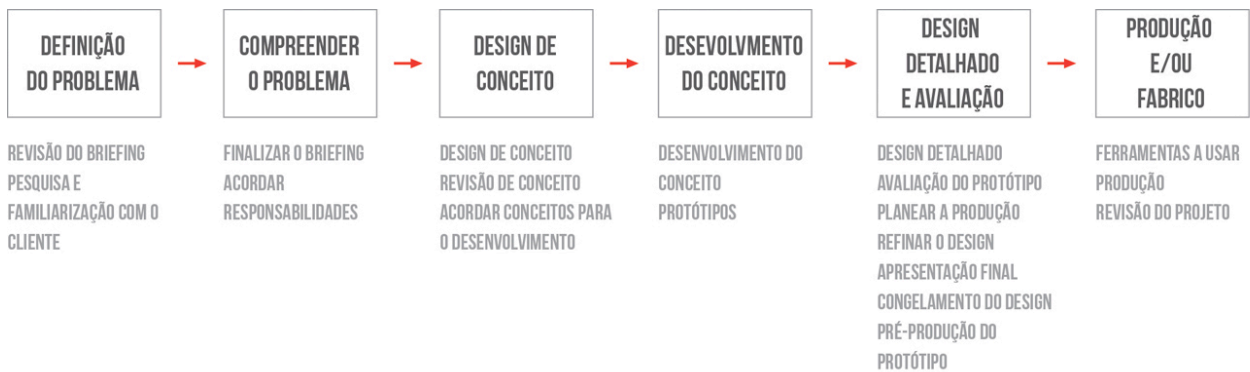 DEFINIÇÃO
DO PROBLEMA
COMPREENDER
O PROBLEMA
DESIGN DE
CONCEITO
DESEVOLVMENTO
DO CONCEITO
DESIGN
DETALHADO
E AVALIAÇÃO
PRODUÇÃO
E/OU
FABRICO
REVISÃO DO BRIEFING
PESQUISA E
FAMILIARIZAÇÃO COM O
CLIENTE
FINALIZAR O BRIEFING
ACORDAR
RESPONSABILIDADES
DESIGN DE CONCEITO
REVISÃO DE CONCEITO
ACORDAR CONCEITOS PARA
O DESENVOLVIMENTO
DESENVOLVIMENTO DO
CONCEITO
PROTÓTIPOS
DESIGN DETALHADO
AVALIAÇÃO DO PROTÓTIPO
PLANEAR A PRODUÇÃO
REFINAR O DESIGN
APRESENTAÇÃO FINAL
CONGELAMENTO DO DESIGN
PRÉ-PRODUÇÃO DO
PROTÓTIPO
FERRAMENTAS A USAR
PRODUÇÃO
REVISÃO DO PROJETO